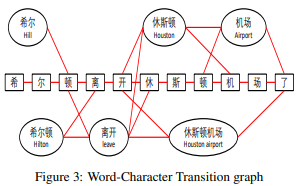 希尔
Hill
休斯顿
Houston
机场
Airport
希 尔 顿 离 开 休 斯 顿 机 场 了
希尔顿
Hilton
离开
leave
休斯顿机场
Houston airport
Figure 3: Word-Character Transition graph